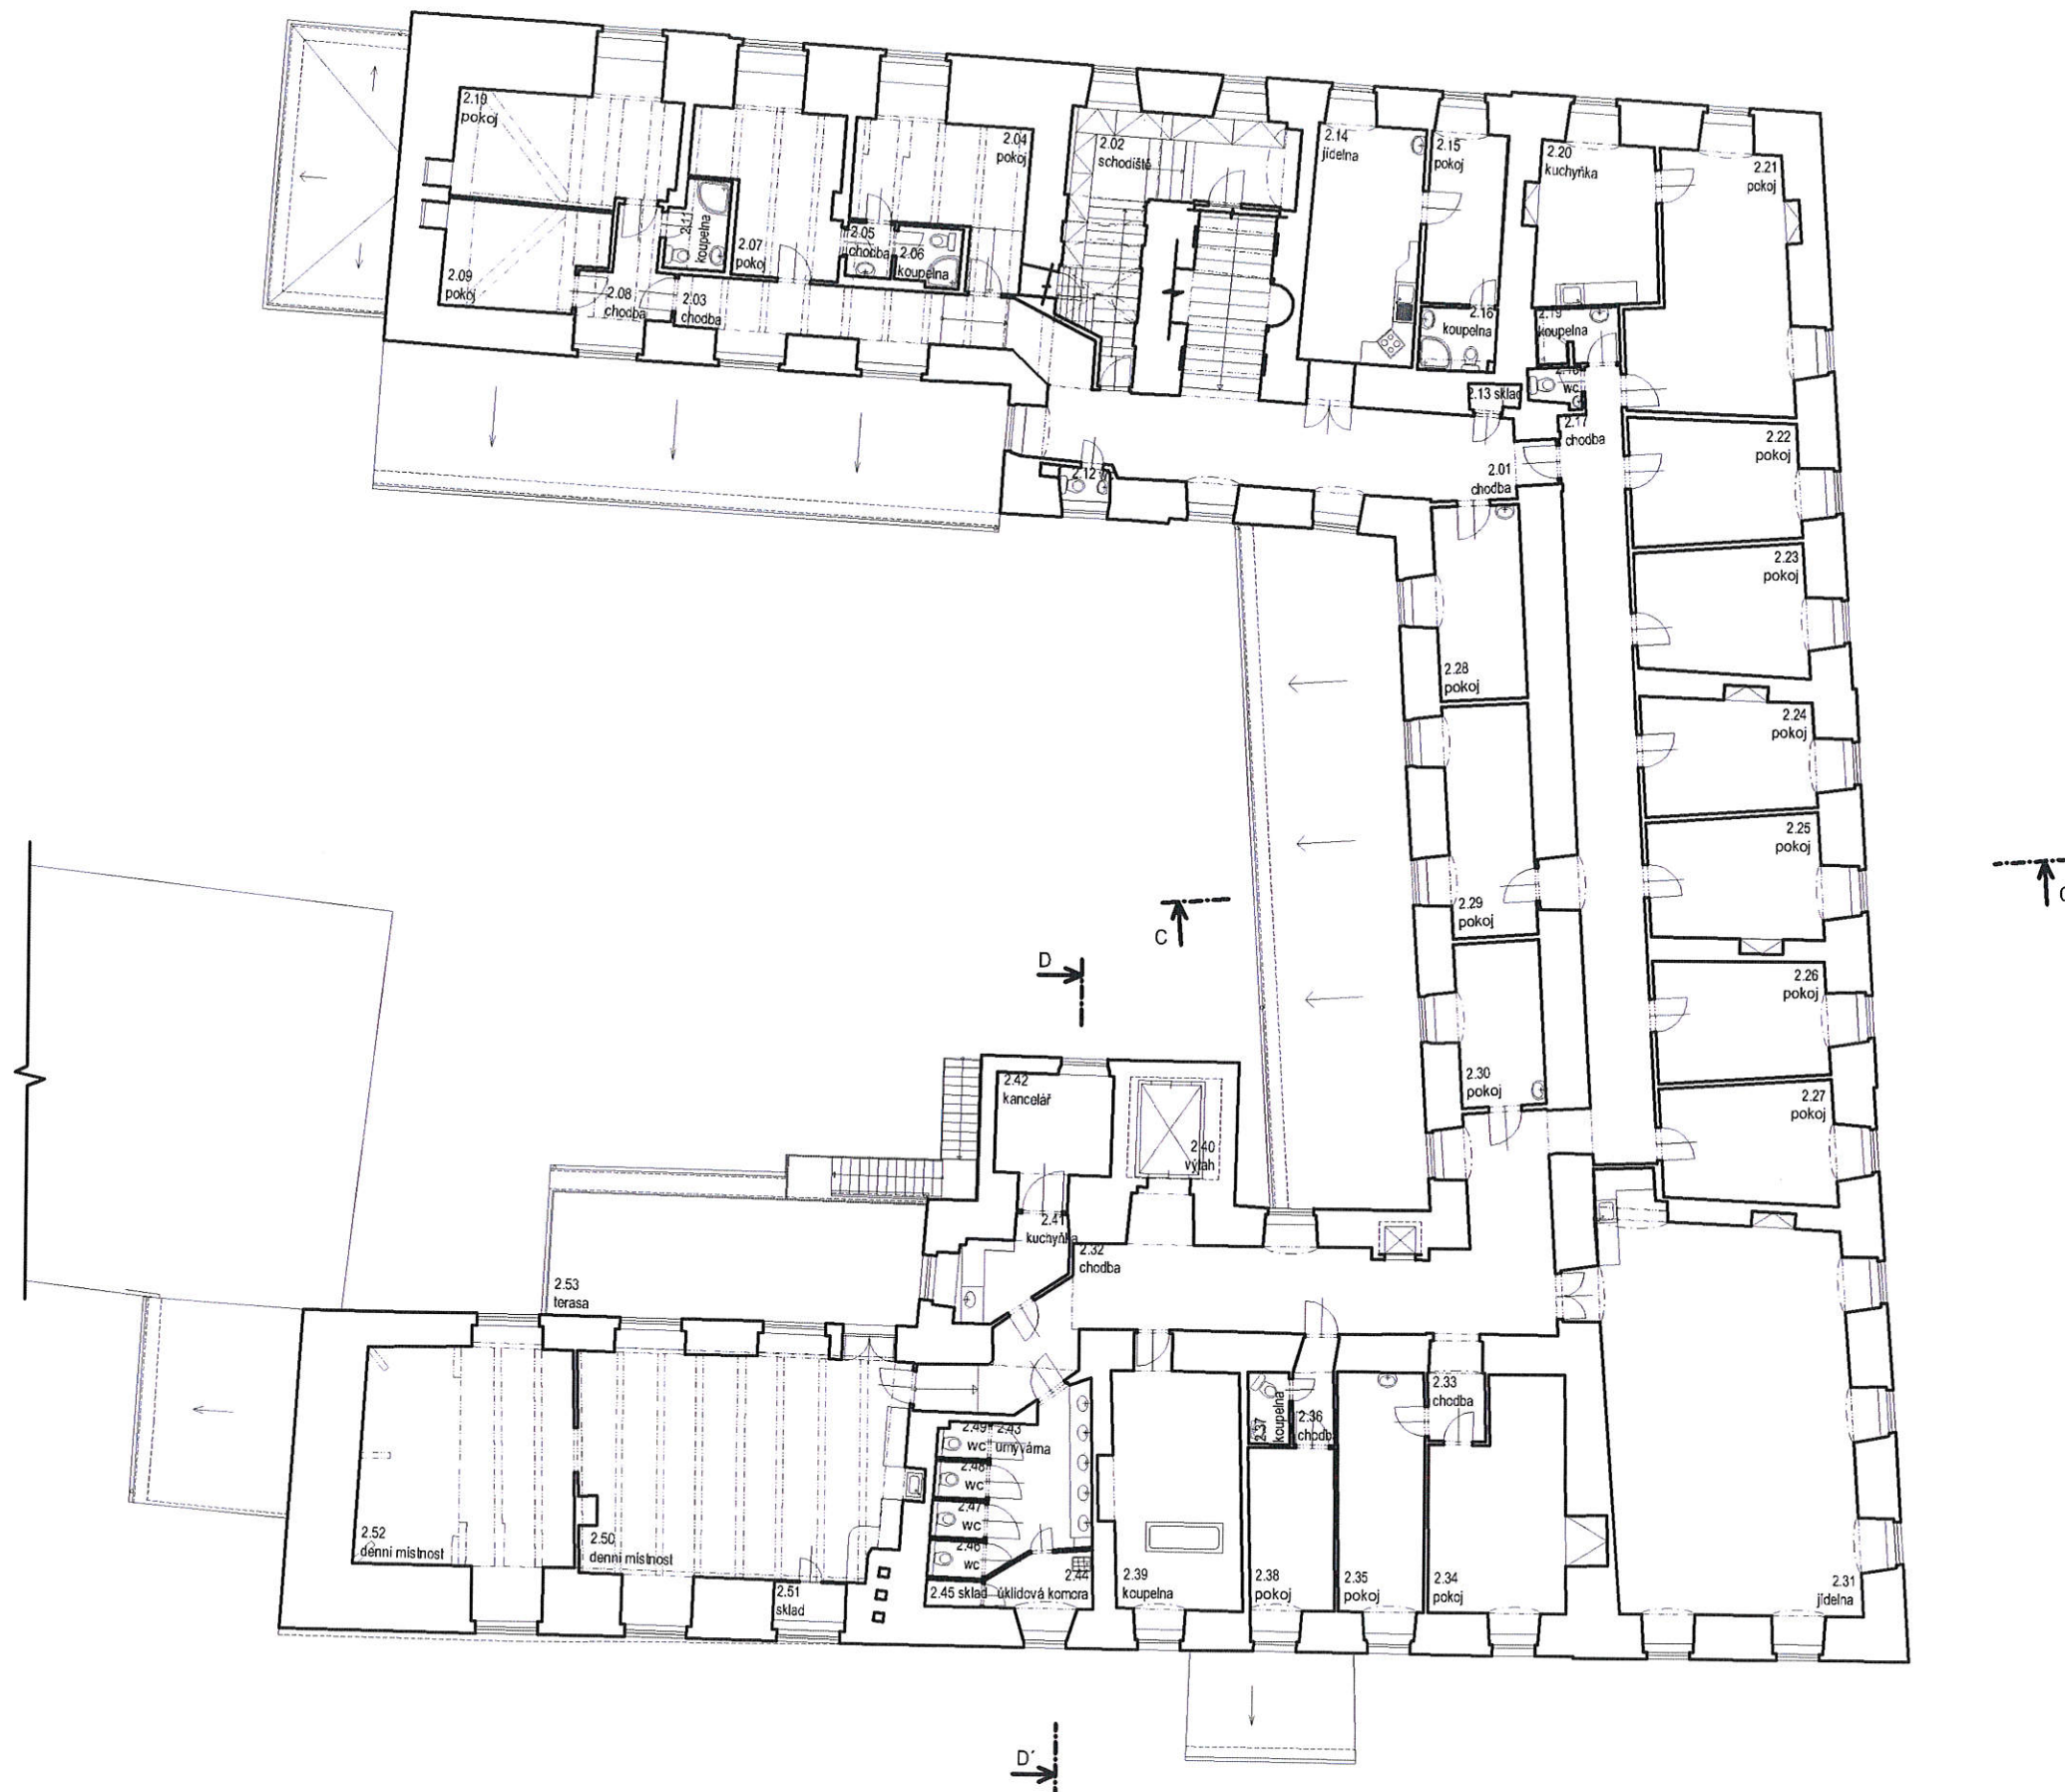 2.19
pokoj
2.04
pokoj
2.02
schodiště
2.14
jídelna
2.15
pokoj
2.20
kuchyňka
2.21
pokoj
2.11
koupelna
2.07
pokoj
2.05
chodba
2.06
koupelna
2.09
pokoj
2.08
chodba
2.03
chodba
2.16
koupelna
2.19
koupelna
2.18
wc
2.13 sklad
2.17
chodba
2.22
pokoj
2.01
chodba
2.12
2.23
pokoj
2.28
pokoj
2.24
pokoj
2.25
pokoj
2.29
pokoj
C
D
2.26
pokoj
2.30
pokoj
2.27
pokoj
2.42
kancelář
2.40
výtah
2.41
kuchyňka
2.32
chodba
2.53
terasa
2.33
chodba
2.37
koupelna
2.36
chodba
2.49
wc
2.43
umývárna
2.48
wc
2.47
wc
2.46
wc
2.52
denní místnost
2.50
denní místnost
2.51
sklad
2.45 sklad
2.44
úklidová komora
2.39
koupelna
2.38
pokoj
2.35
pokoj
2.34
pokoj
2.31
jídelna
D´